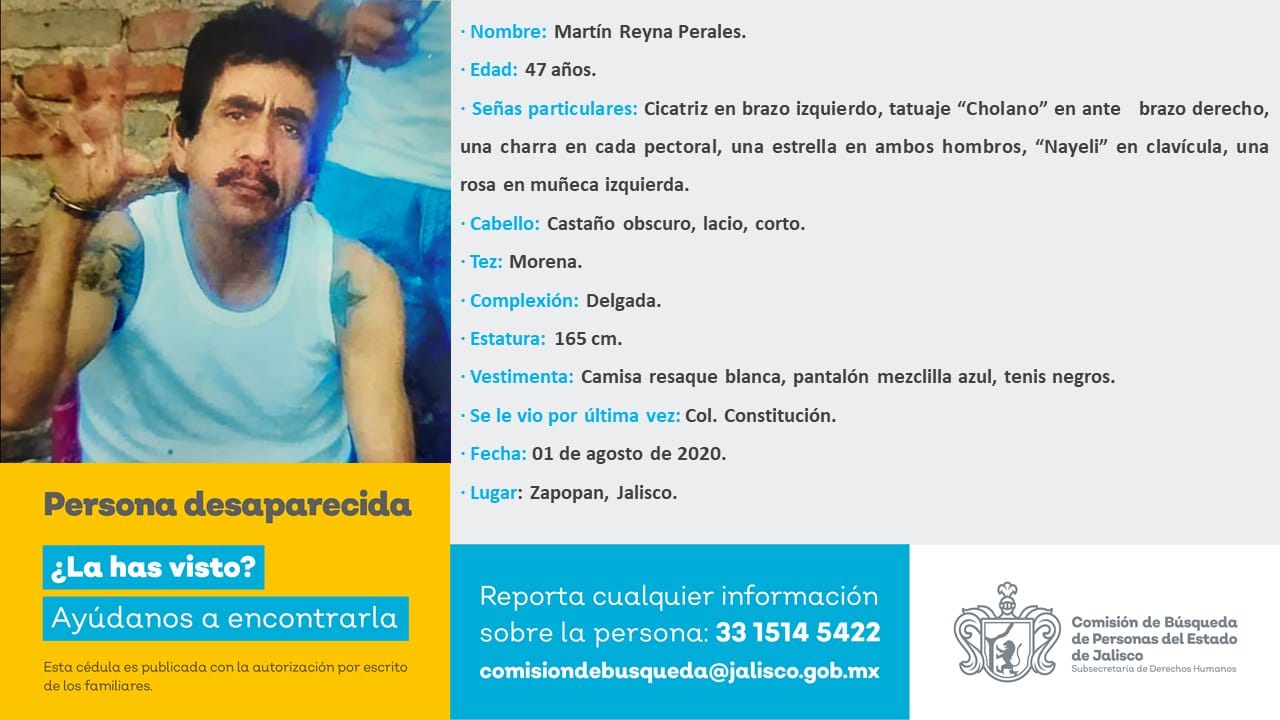 · Nombre: Martín Reyna Perales.
· Edad: 47 años.
· Señas particulares: Cicatriz en brazo izquierdo, tatuaje “Cholano” en ante brazo derecho,
una charra en cada pectoral, una estrella en ambos hombros, “Nayeli” en clavícula, una
rosa en muñeca izquierda.
· Cabello: Castaño obscuro, lacio, corto.
· Tez: Morena.
· Complexión: Delgada.
· Estatura: 165 cm.
· Vestimenta: Camisa resaque blanca, pantalón mezclilla azul, tenis negros.
· Se le vio por última vez: Col. Constitución.
· Fecha: 01 de agosto de 2020.
· Lugar: Zapopan, Jalisco.
Persona desaparecida
¿La has visto?
Ayúdanos a encontrarla
Esta cédula es publicada con la autorización por escrito
de los familiares.
Reporta cualquier información
sobre la persona: 33 1514 5422
comisiondebusqueda@jalisco.gob.mx
Comisión de Búsqueda
de Personas del Estado
de Jalisco
Subsecretaría de Derechos Humanos